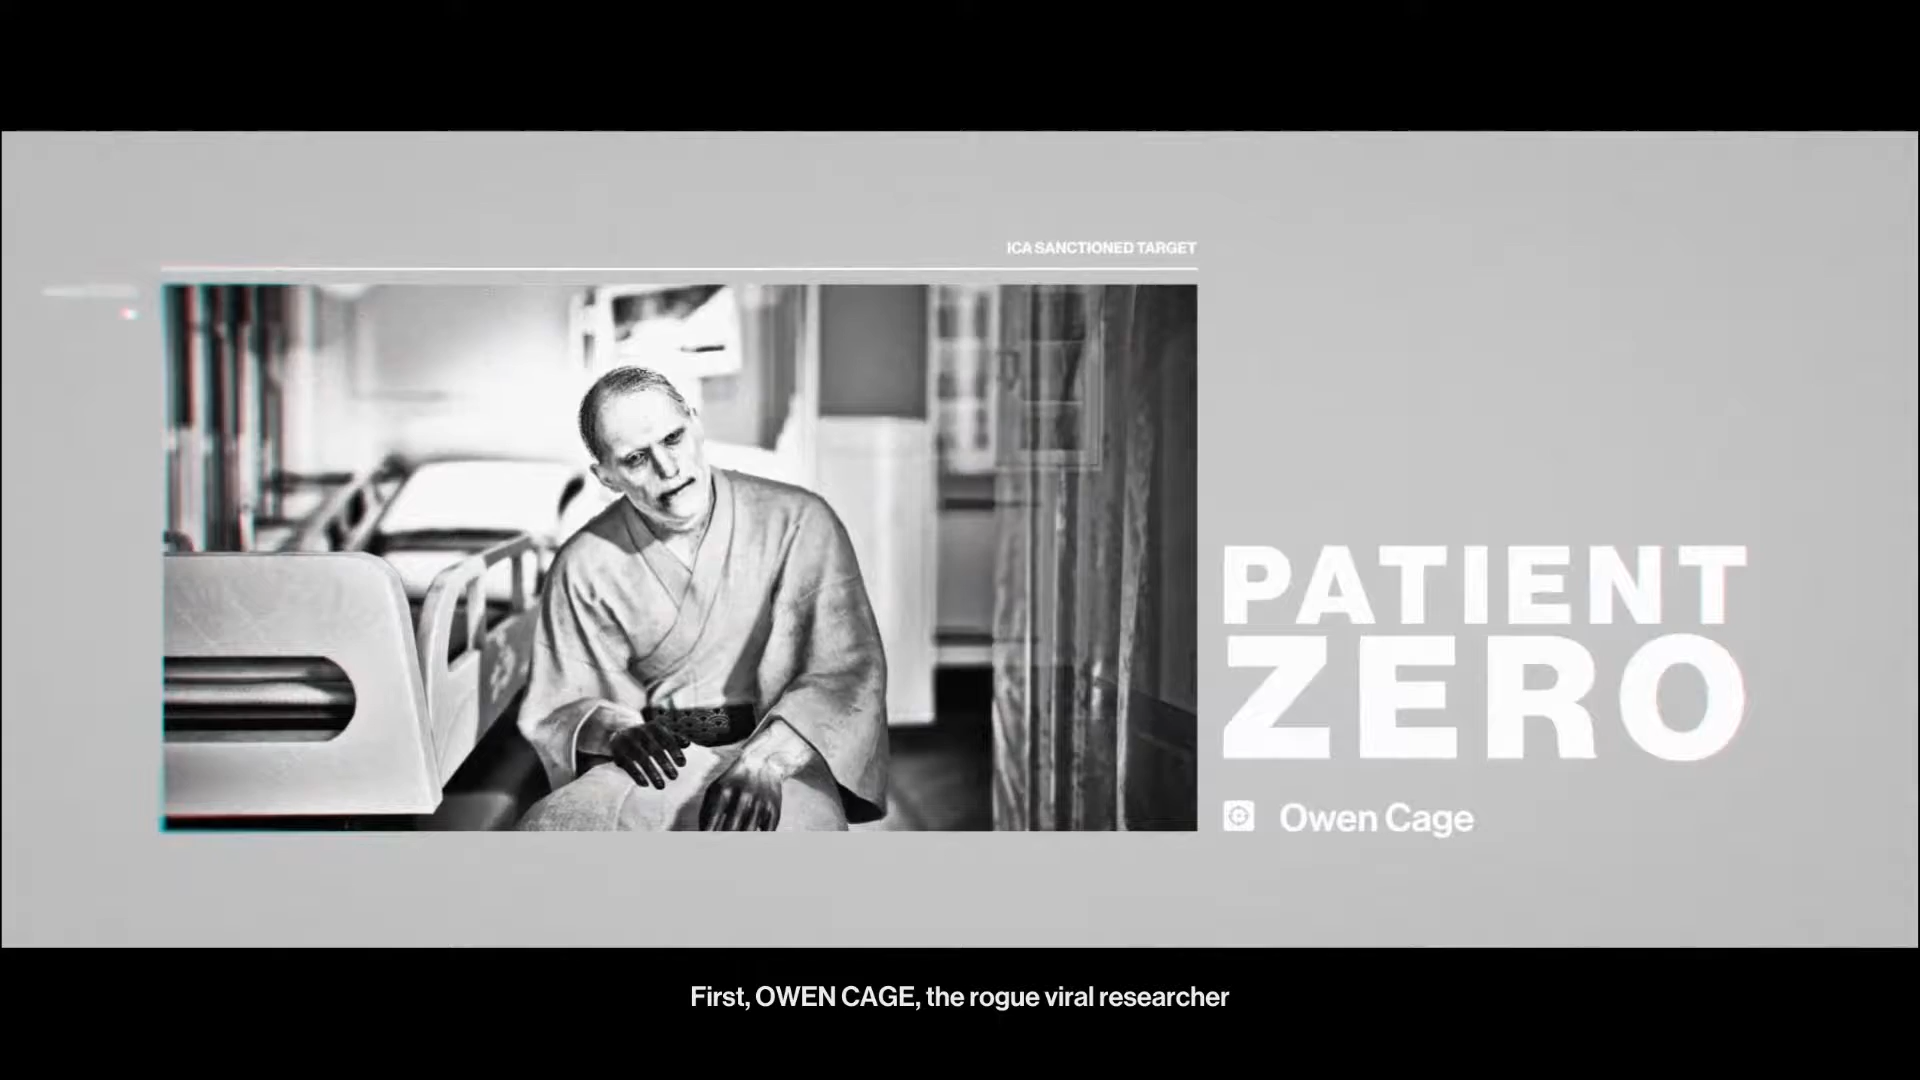 ICA SANCTIONED TARGET
PATIENT
ZERO
Owen Cage
First, OWEN CAGE, the rogue viral researcher